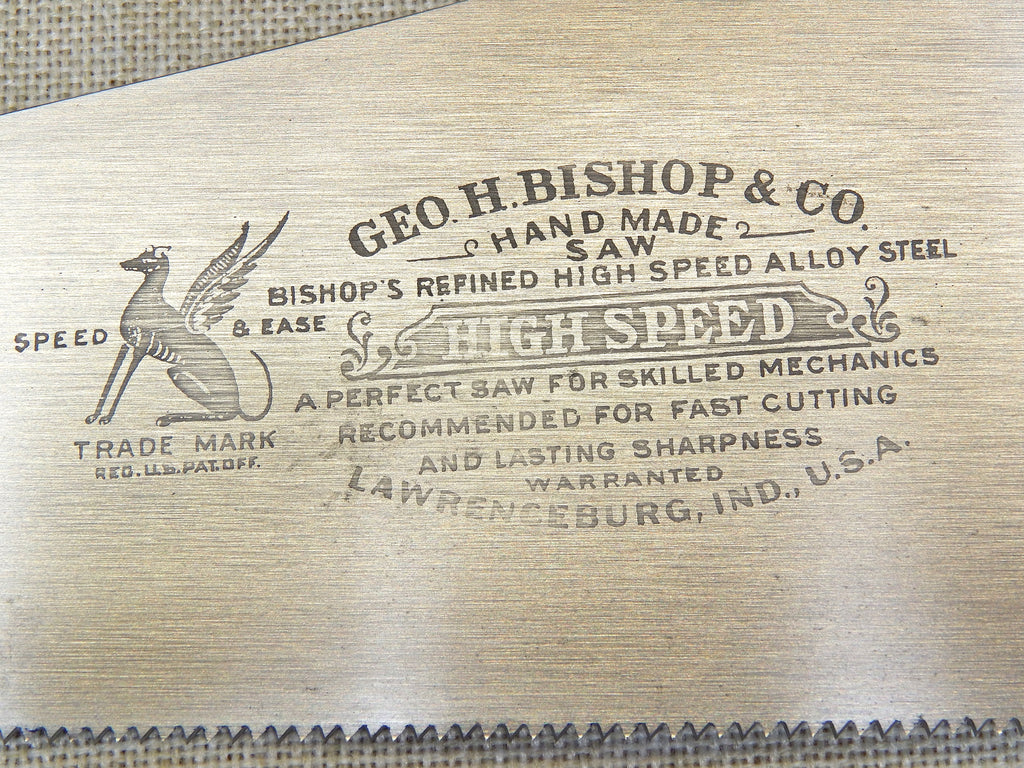 GEO. H. BISHOP & CO.
HAND MADE
SAW
BISHOP'S REFINED HIGH SPEED ALLOY STEEL
HIGH SPEED
A PERFECT SAW FOR SKILLED MECHANICS
RECOMMENDED FOR FAST CUTTING
AND LASTING SHARPNESS
WARRANTED
LAWRENCEBURG, IND., U.S.A.
SPEED & EASE
TRADE MARK
REG. U.S. PAT. OFF.